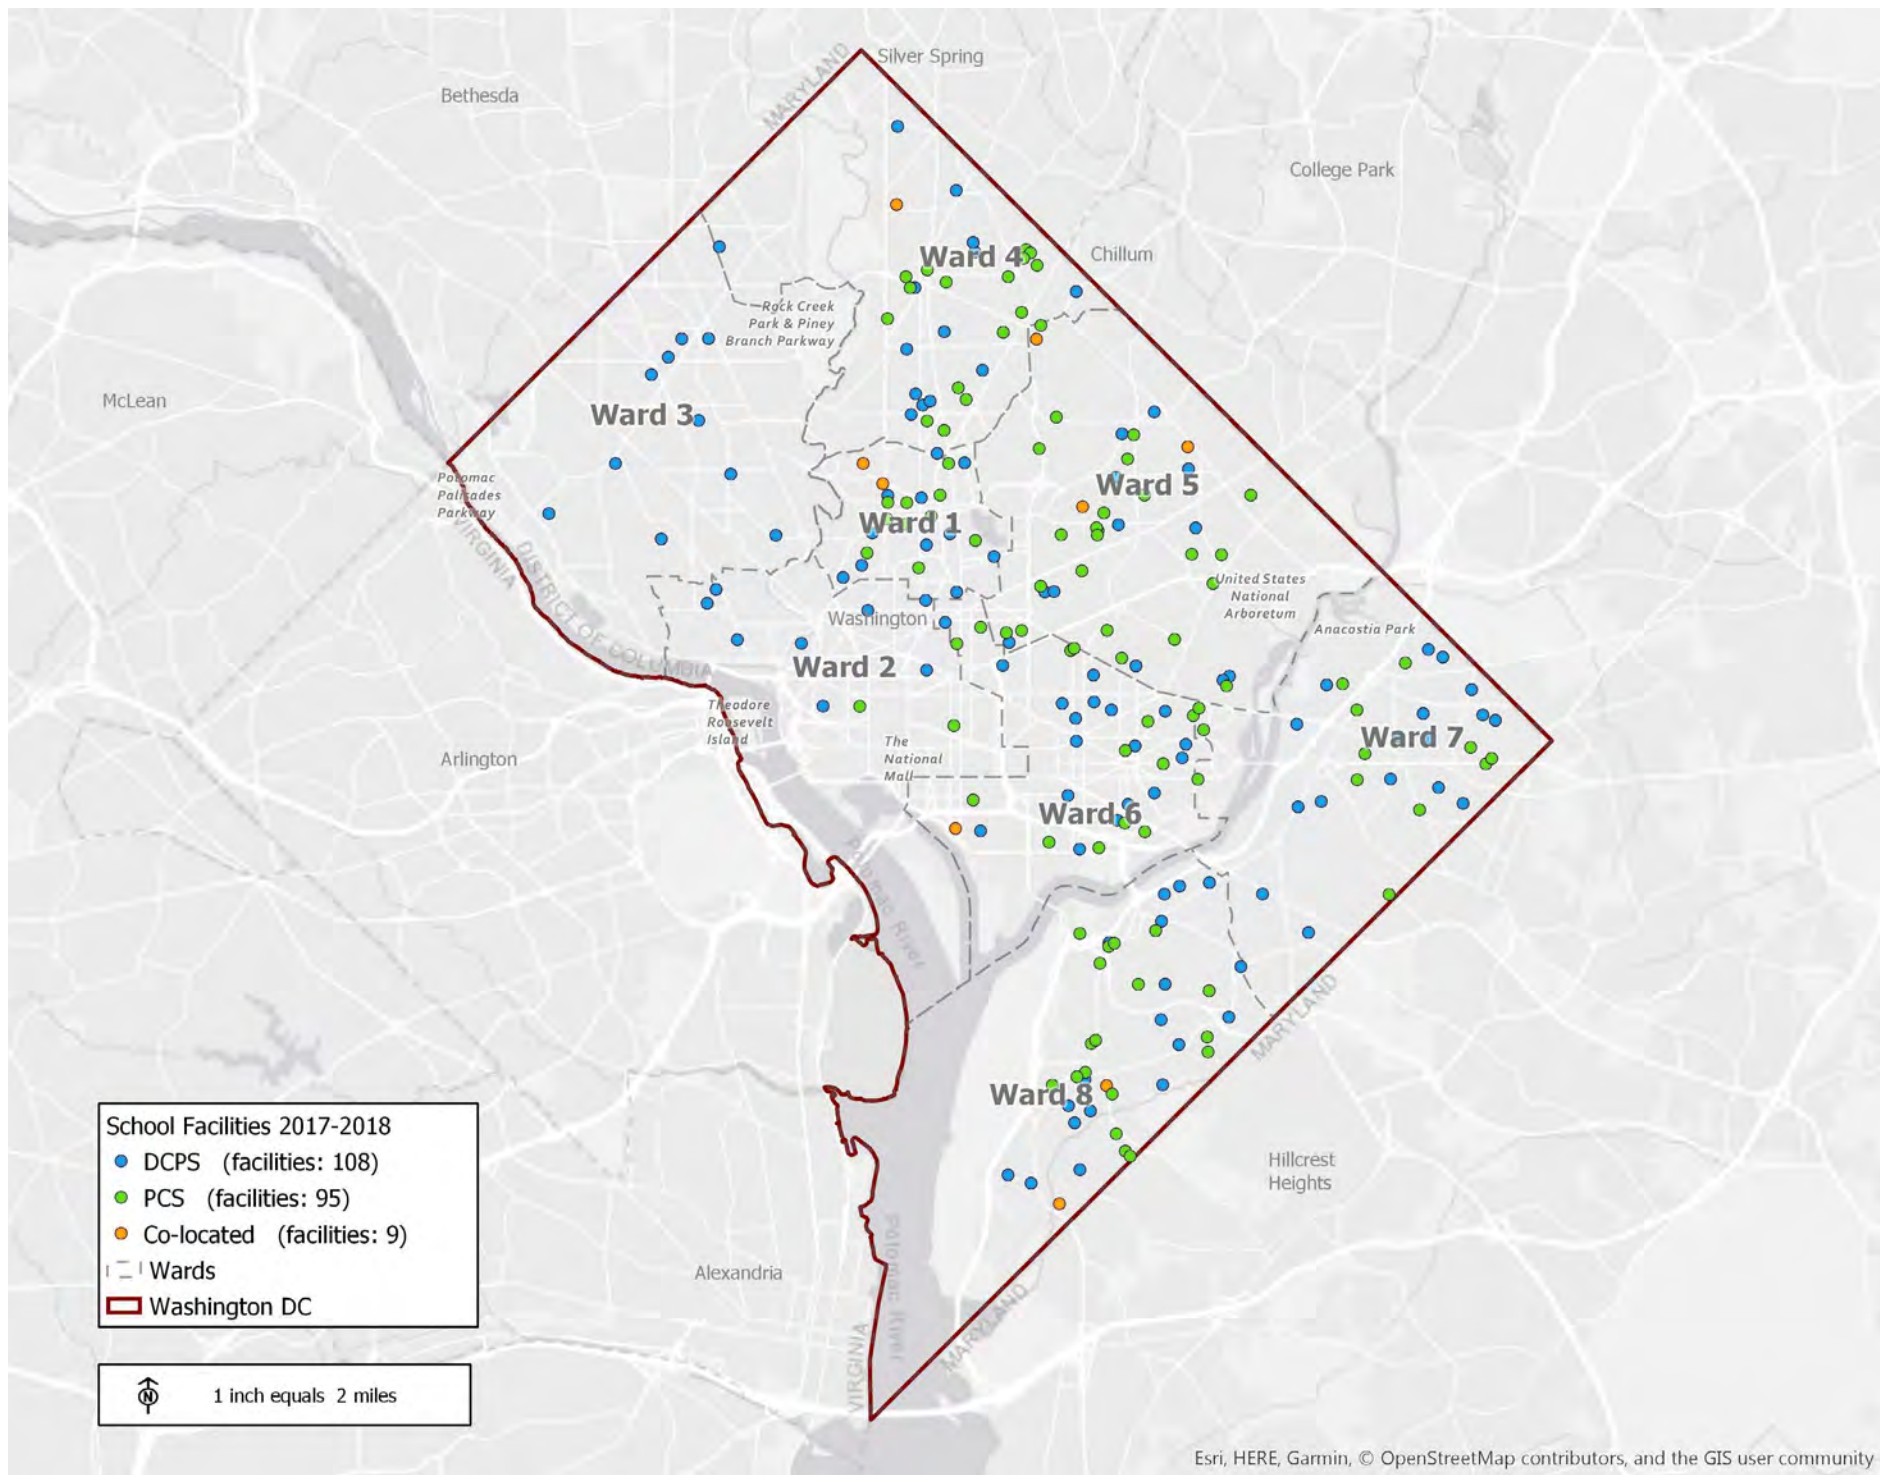 Silver Spring
MARYLAND
Bethesda
College Park
Ward 4
Chillum
Rock Creek
Park & Piney
Branch Parkway
McLean
Ward 3
Potomac
Palisades
Parkway
Ward 5
Ward 1
VIRGINIA
DISTRICT OF COLUMBIA
United States
National
Arboretum
Washington
Anacostia Park
Ward 2
Theodore
Roosevelt
Island
The
National
Mall
Ward 7
Arlington
Ward 6
Potomac River
MARYLAND
Ward 8
School Facilities 2017-2018
DCPS (facilities: 108)
PCS (facilities: 95)
Co-located (facilities: 9)
Wards
Washington DC
Hillcrest
Heights
Alexandria
Potomac River
MARYLAND
VIRGINIA
N
1 inch equals 2 miles
Esri, HERE, Garmin, © OpenStreetMap contributors, and the GIS user community